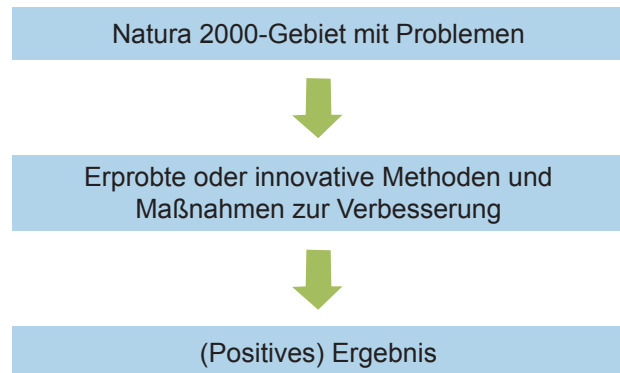 Natura 2000-Gebiet mit Problemen
Erprobte oder innovative Methoden und
Maßnahmen zur Verbesserung
(Positives) Ergebnis